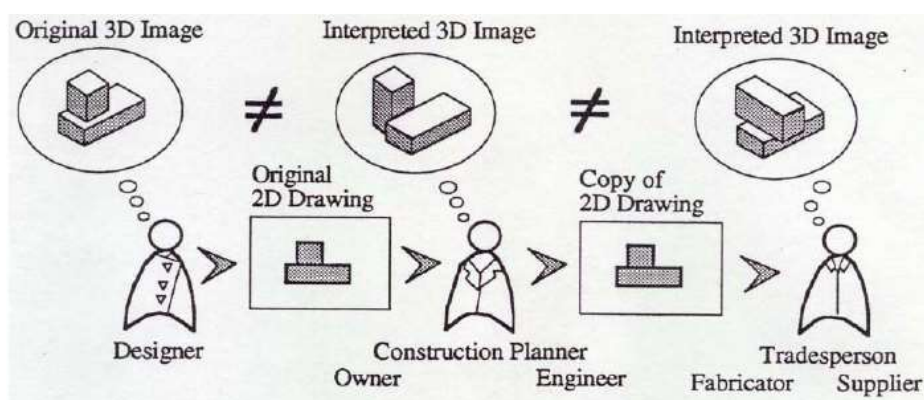 Original 3D Image
Interpreted 3D Image
Interpreted 3D Image
≠
≠
Original
2D Drawing
Copy of
2D Drawing
Designer
Construction Planner
Tradesperson
Owner
Engineer
Fabricator
Supplier